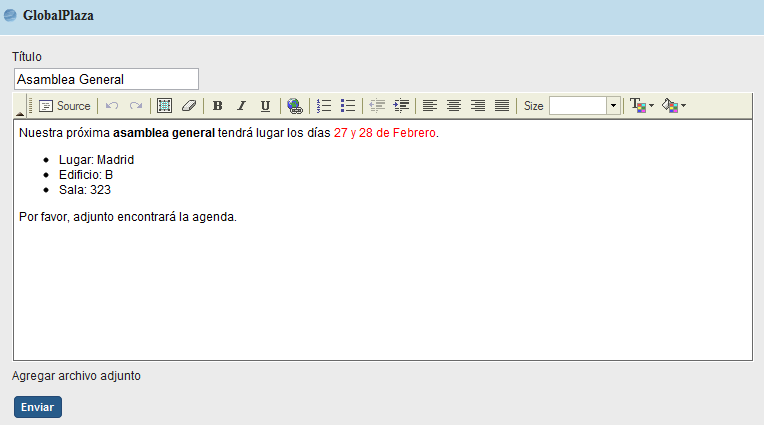 GlobalPlaza
Título
Asamblea General
Source B I U Size T
Nuestra próxima asamblea general tendrá lugar los días 27 y 28 de Febrero.
Lugar: Madrid
Edificio: B
Sala: 323
Por favor, adjunto encontrará la agenda.
Agregar archivo adjunto
Enviar